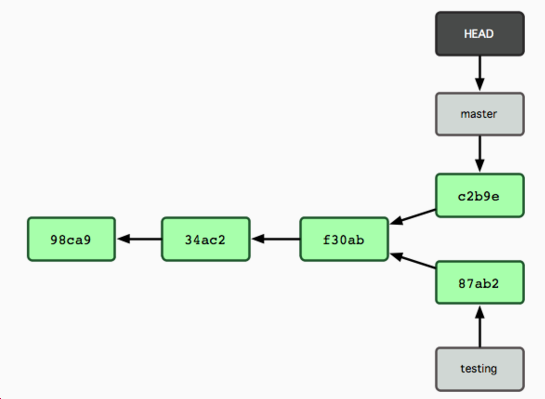 HEAD
master
c2b9e
98ca9
34ac2
f30ab
87ab2
testing